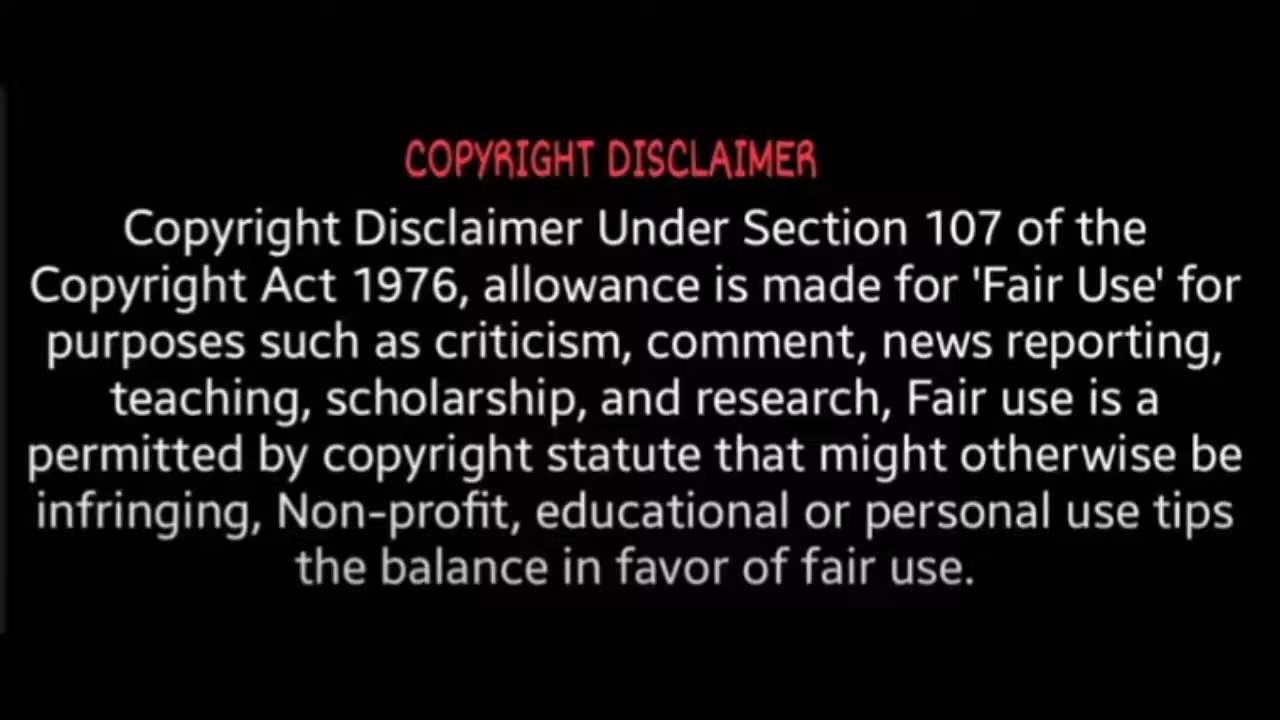 COPYRIGHT DISCLAIMER
Copyright Disclaimer Under Section 107 of the
Copyright Act 1976, allowance is made for 'Fair Use' for
purposes such as criticism, comment, news reporting,
teaching, scholarship, and research, Fair use is a
permitted by copyright statute that might otherwise be
infringing, Non-profit, educational or personal use tips
the balance in favor of fair use.